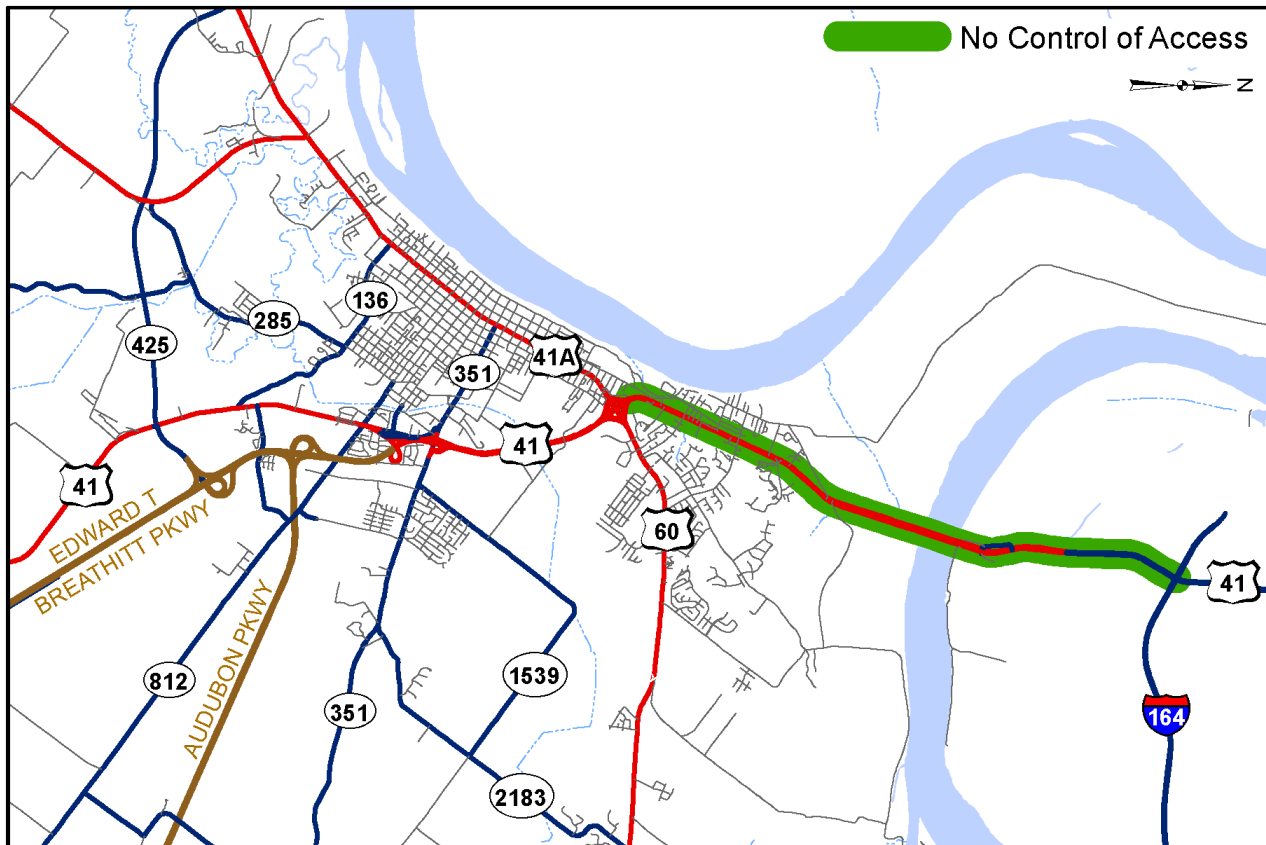 No Control of Access
N
136
285
425
41A
351
41
41
EDWARD T
BREATHITT PKWY
60
AUDUBON PKWY
41
812
1539
351
164
2183